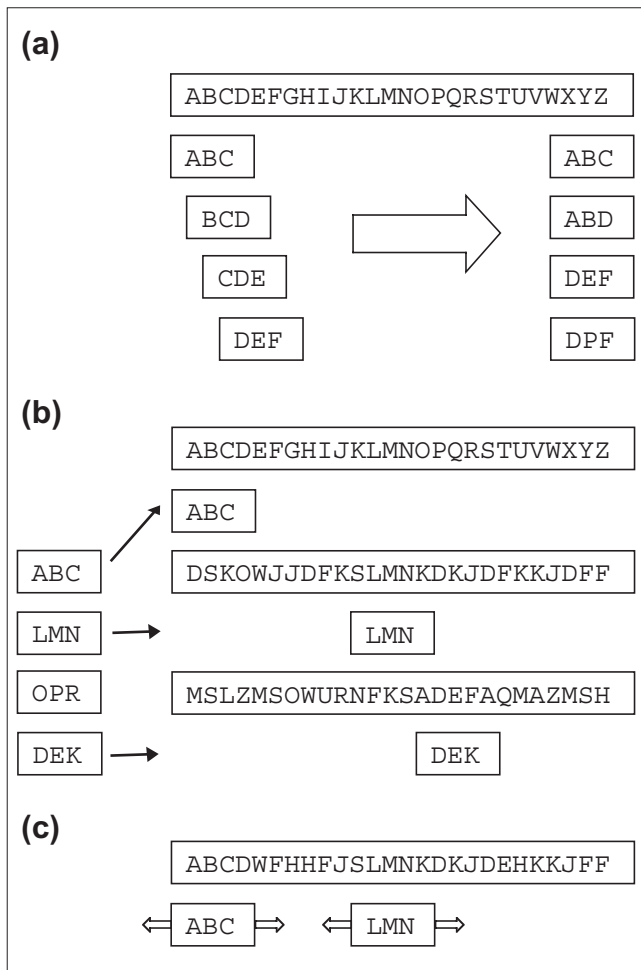 (a)
ABCDEFGHIJKLMNOPQRSTUVWXYZ
ABC ABC
BCD ABD
CDE DEF
DEF DPF
(b)
ABCDEFGHIJKLMNOPQRSTUVWXYZ
ABC
ABC DSKOWJJDFKSLMNKDKJDFKKJDFF
LMN LMN
OPR MSLZMSOWURNFKSADEFAQMAZMSH
DEK DEK
(c)
ABCDWFHHFJSLMNKDKJDEHKKJFF
ABC LMN